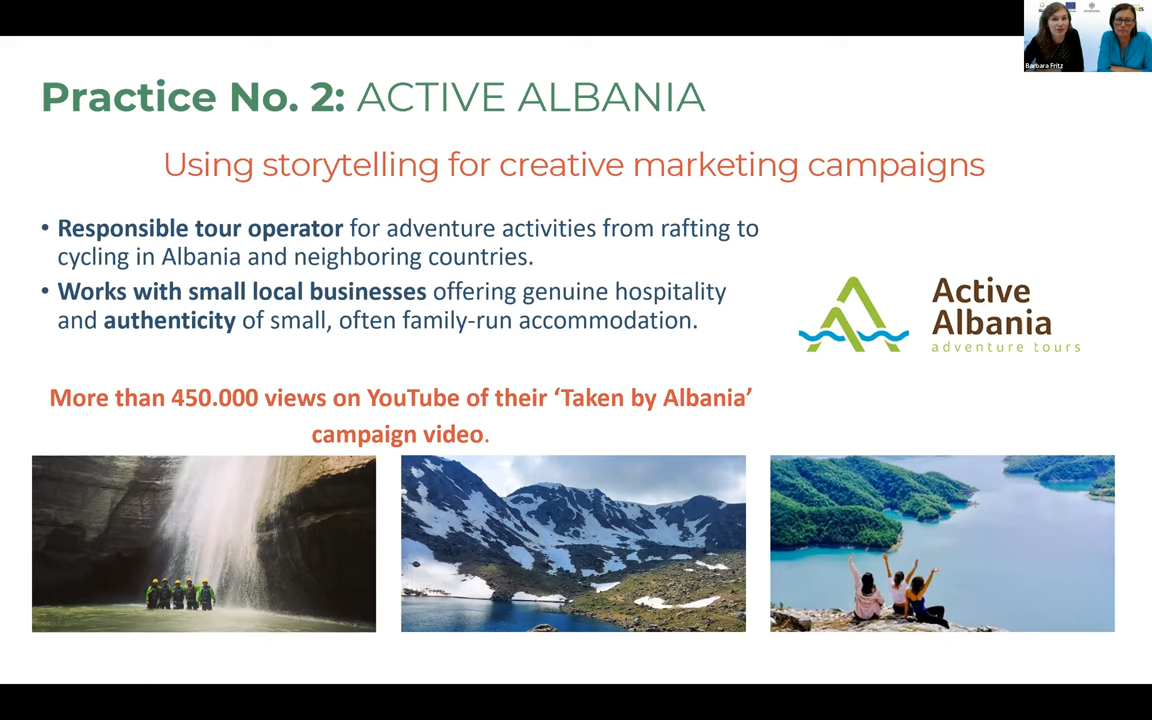 Barbara Fritz
Practice No. 2: ACTIVE ALBANIA
Using storytelling for creative marketing campaigns
• Responsible tour operator for adventure activities from rafting to
cycling in Albania and neighboring countries.
• Works with small local businesses offering genuine hospitality
and authenticity of small, often family-run accommodation.
Active
Albania
adventure tours
More than 450.000 views on YouTube of their ‘Taken by Albania’
campaign video.